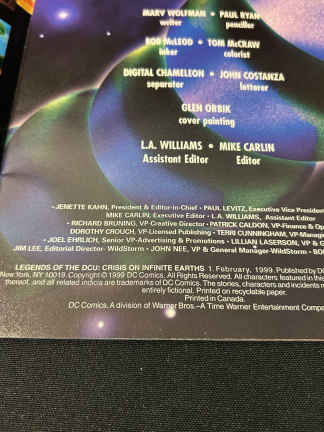 MARV WOLFMAN • PAUL RYAN
writer penciller
BOB McLEOD • TOM McCRAW
inker colorist
DIGITAL CHAMELEON • JOHN COSTANZA
separator letterer
GLEN ORBIK
cover painting
L.A. WILLIAMS • MIKE CARLIN
Assistant Editor Editor
• JENETTE KAHN, President & Editor-in-Chief • PAUL LEVITZ, Executive Vice President
MIKE CARLIN, Executive Editor • L.A. WILLIAMS, Assistant Editor
• RICHARD BRUNING, VP-Creative Director • PATRICK CALDON, VP-Finance & Op
DOROTHY CROUCH, VP-Licensed Publishing • TERRI CUNNINGHAM, VP-Manag
• JOEL EHRLICH, Senior VP-Advertising & Promotions • LILLIAN LASERSON, VP & G
JIM LEE, Editorial Director-WildStorm • JOHN NEE, VP & General Manager-WildStorm • BO
LEGENDS OF THE DCU: CRISIS ON INFINITE EARTHS 1. February, 1999. Published by D
New York, NY 10019. Copyright © 1999 DC Comics. All Rights Reserved. All characters featured in this
thereof, and all related indicia are trademarks of DC Comics. The stories, characters and incidents m
entirely fictional. Printed on recyclable paper.
Printed in Canada.
DC Comics. A division of Warner Bros.–A Time Warner Entertainment Compa